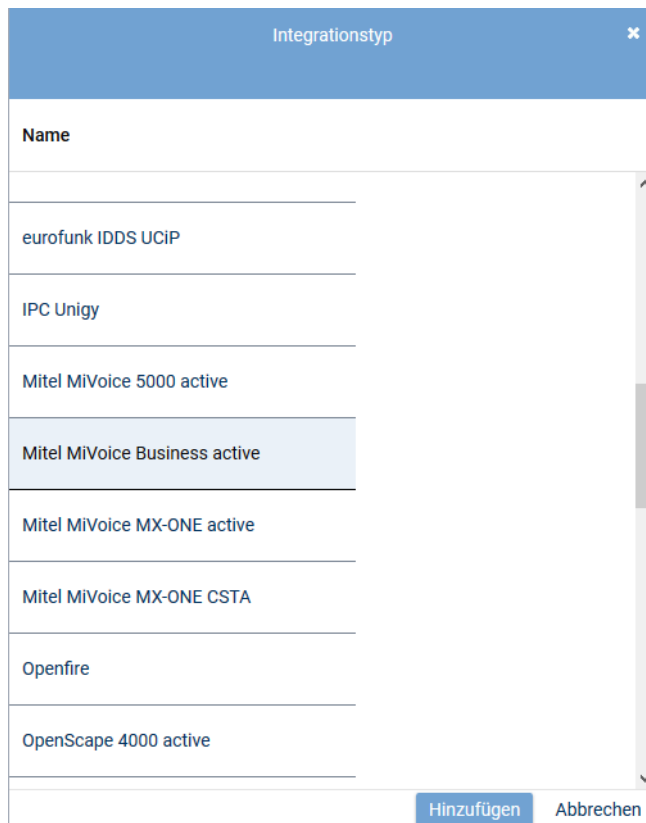 Integrationstyp
Name
eurofunk IDDS UCiP
IPC Unigy
Mitel MiVoice 5000 active
Mitel MiVoice Business active
Mitel MiVoice MX-ONE active
Mitel MiVoice MX-ONE CSTA
Openfire
OpenScape 4000 active
Hinzufügen Abbrechen